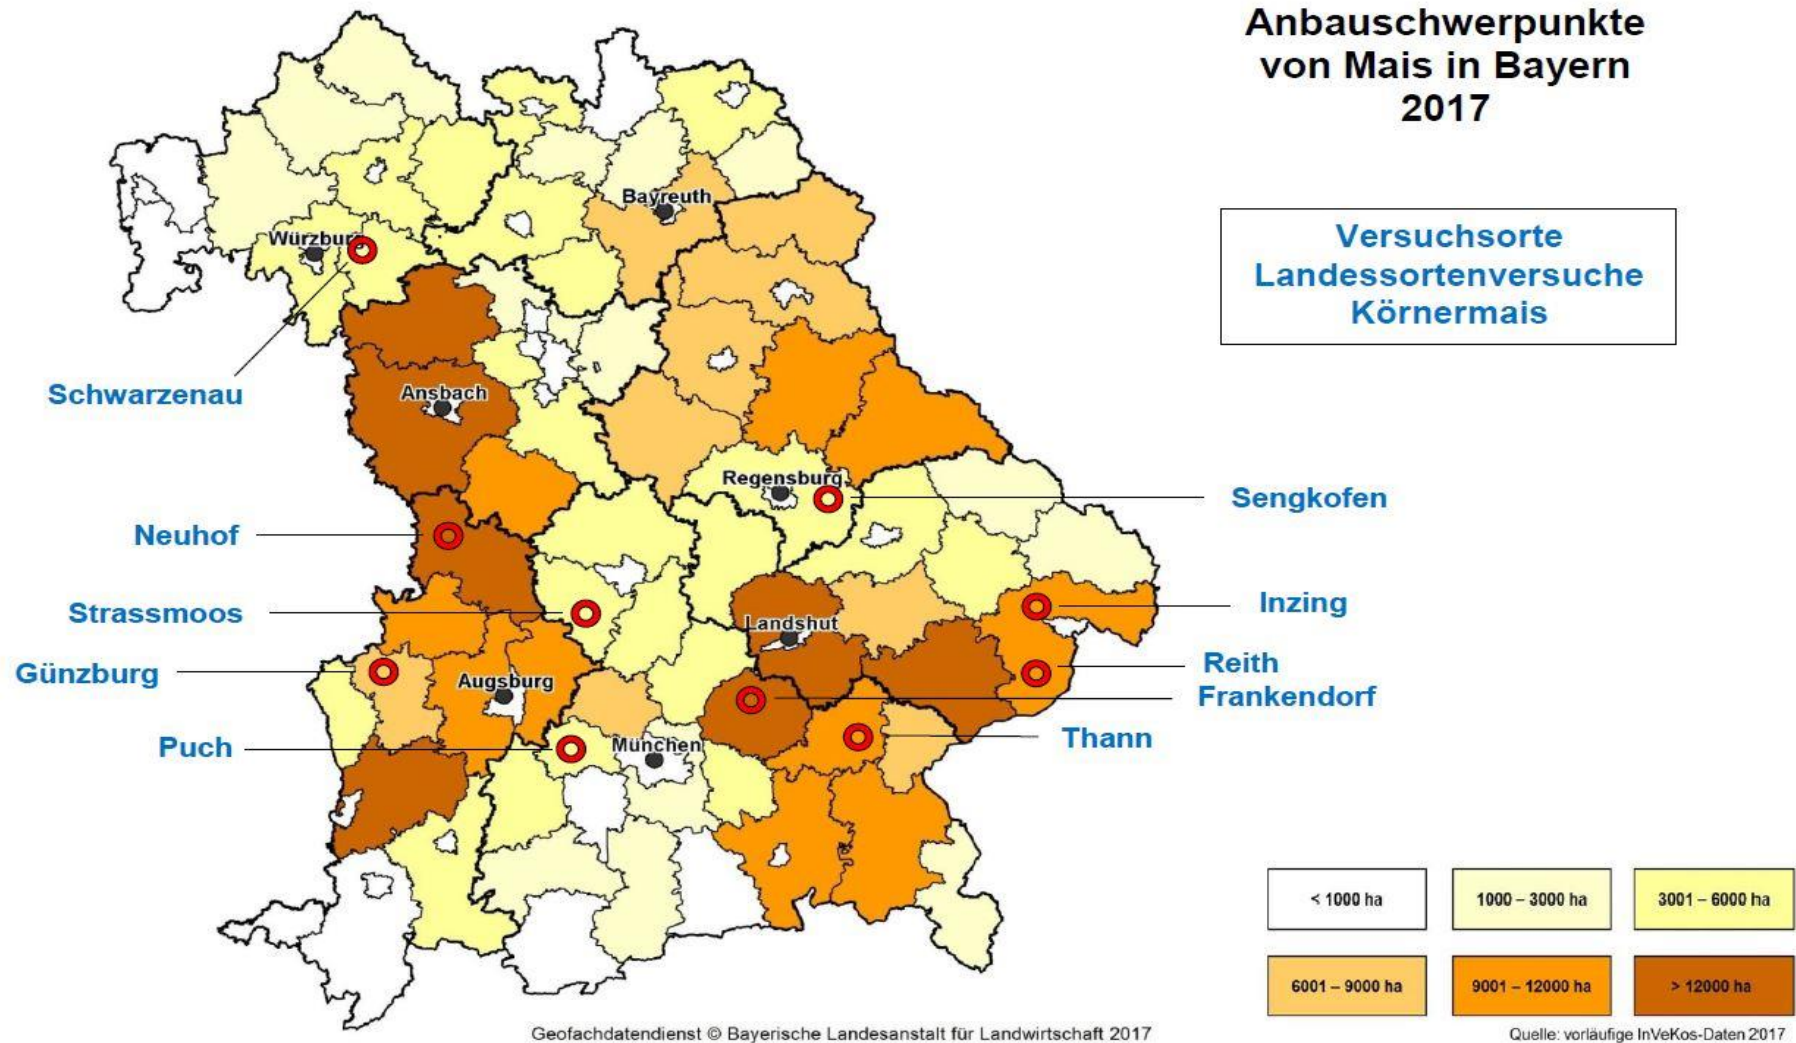 Anbauschwerpunkte
von Mais in Bayern
2017
Versuchsorte
Landessortenversuche
Körnermais
Bayreuth
Würzburg
Schwarzenau
Ansbach
Regensburg
Sengkofen
Neuhof
Strassmoos
Inzing
Landshut
Günzburg
Augsburg
Reith
Frankendorf
Puch
München
Thann
< 1000 ha
1000 – 3000 ha
3001 – 6000 ha
6001 – 9000 ha
9001 – 12000 ha
> 12000 ha
Geofachdatendienst © Bayerische Landesanstalt für Landwirtschaft 2017
Quelle: vorläufige InVeKos-Daten 2017